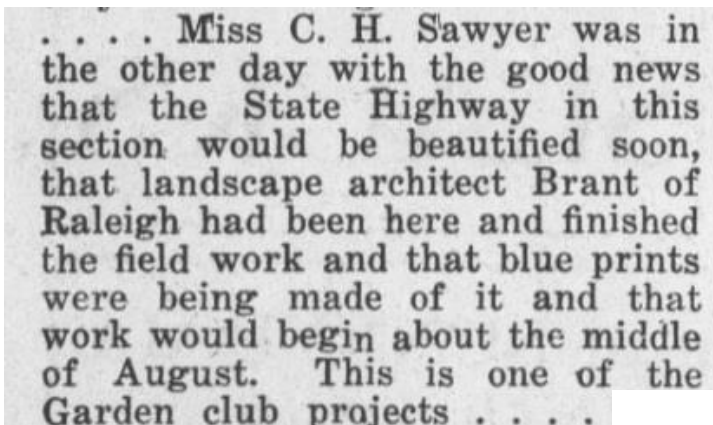 . . . . Miss C. H. Sawyer was in
the other day with the good news
that the State Highway in this
section would be beautified soon,
that landscape architect Brant of
Raleigh had been here and finished
the field work and that blue prints
were being made of it and that
work would begin about the middle
of August. This is one of the
Garden club projects . . . .